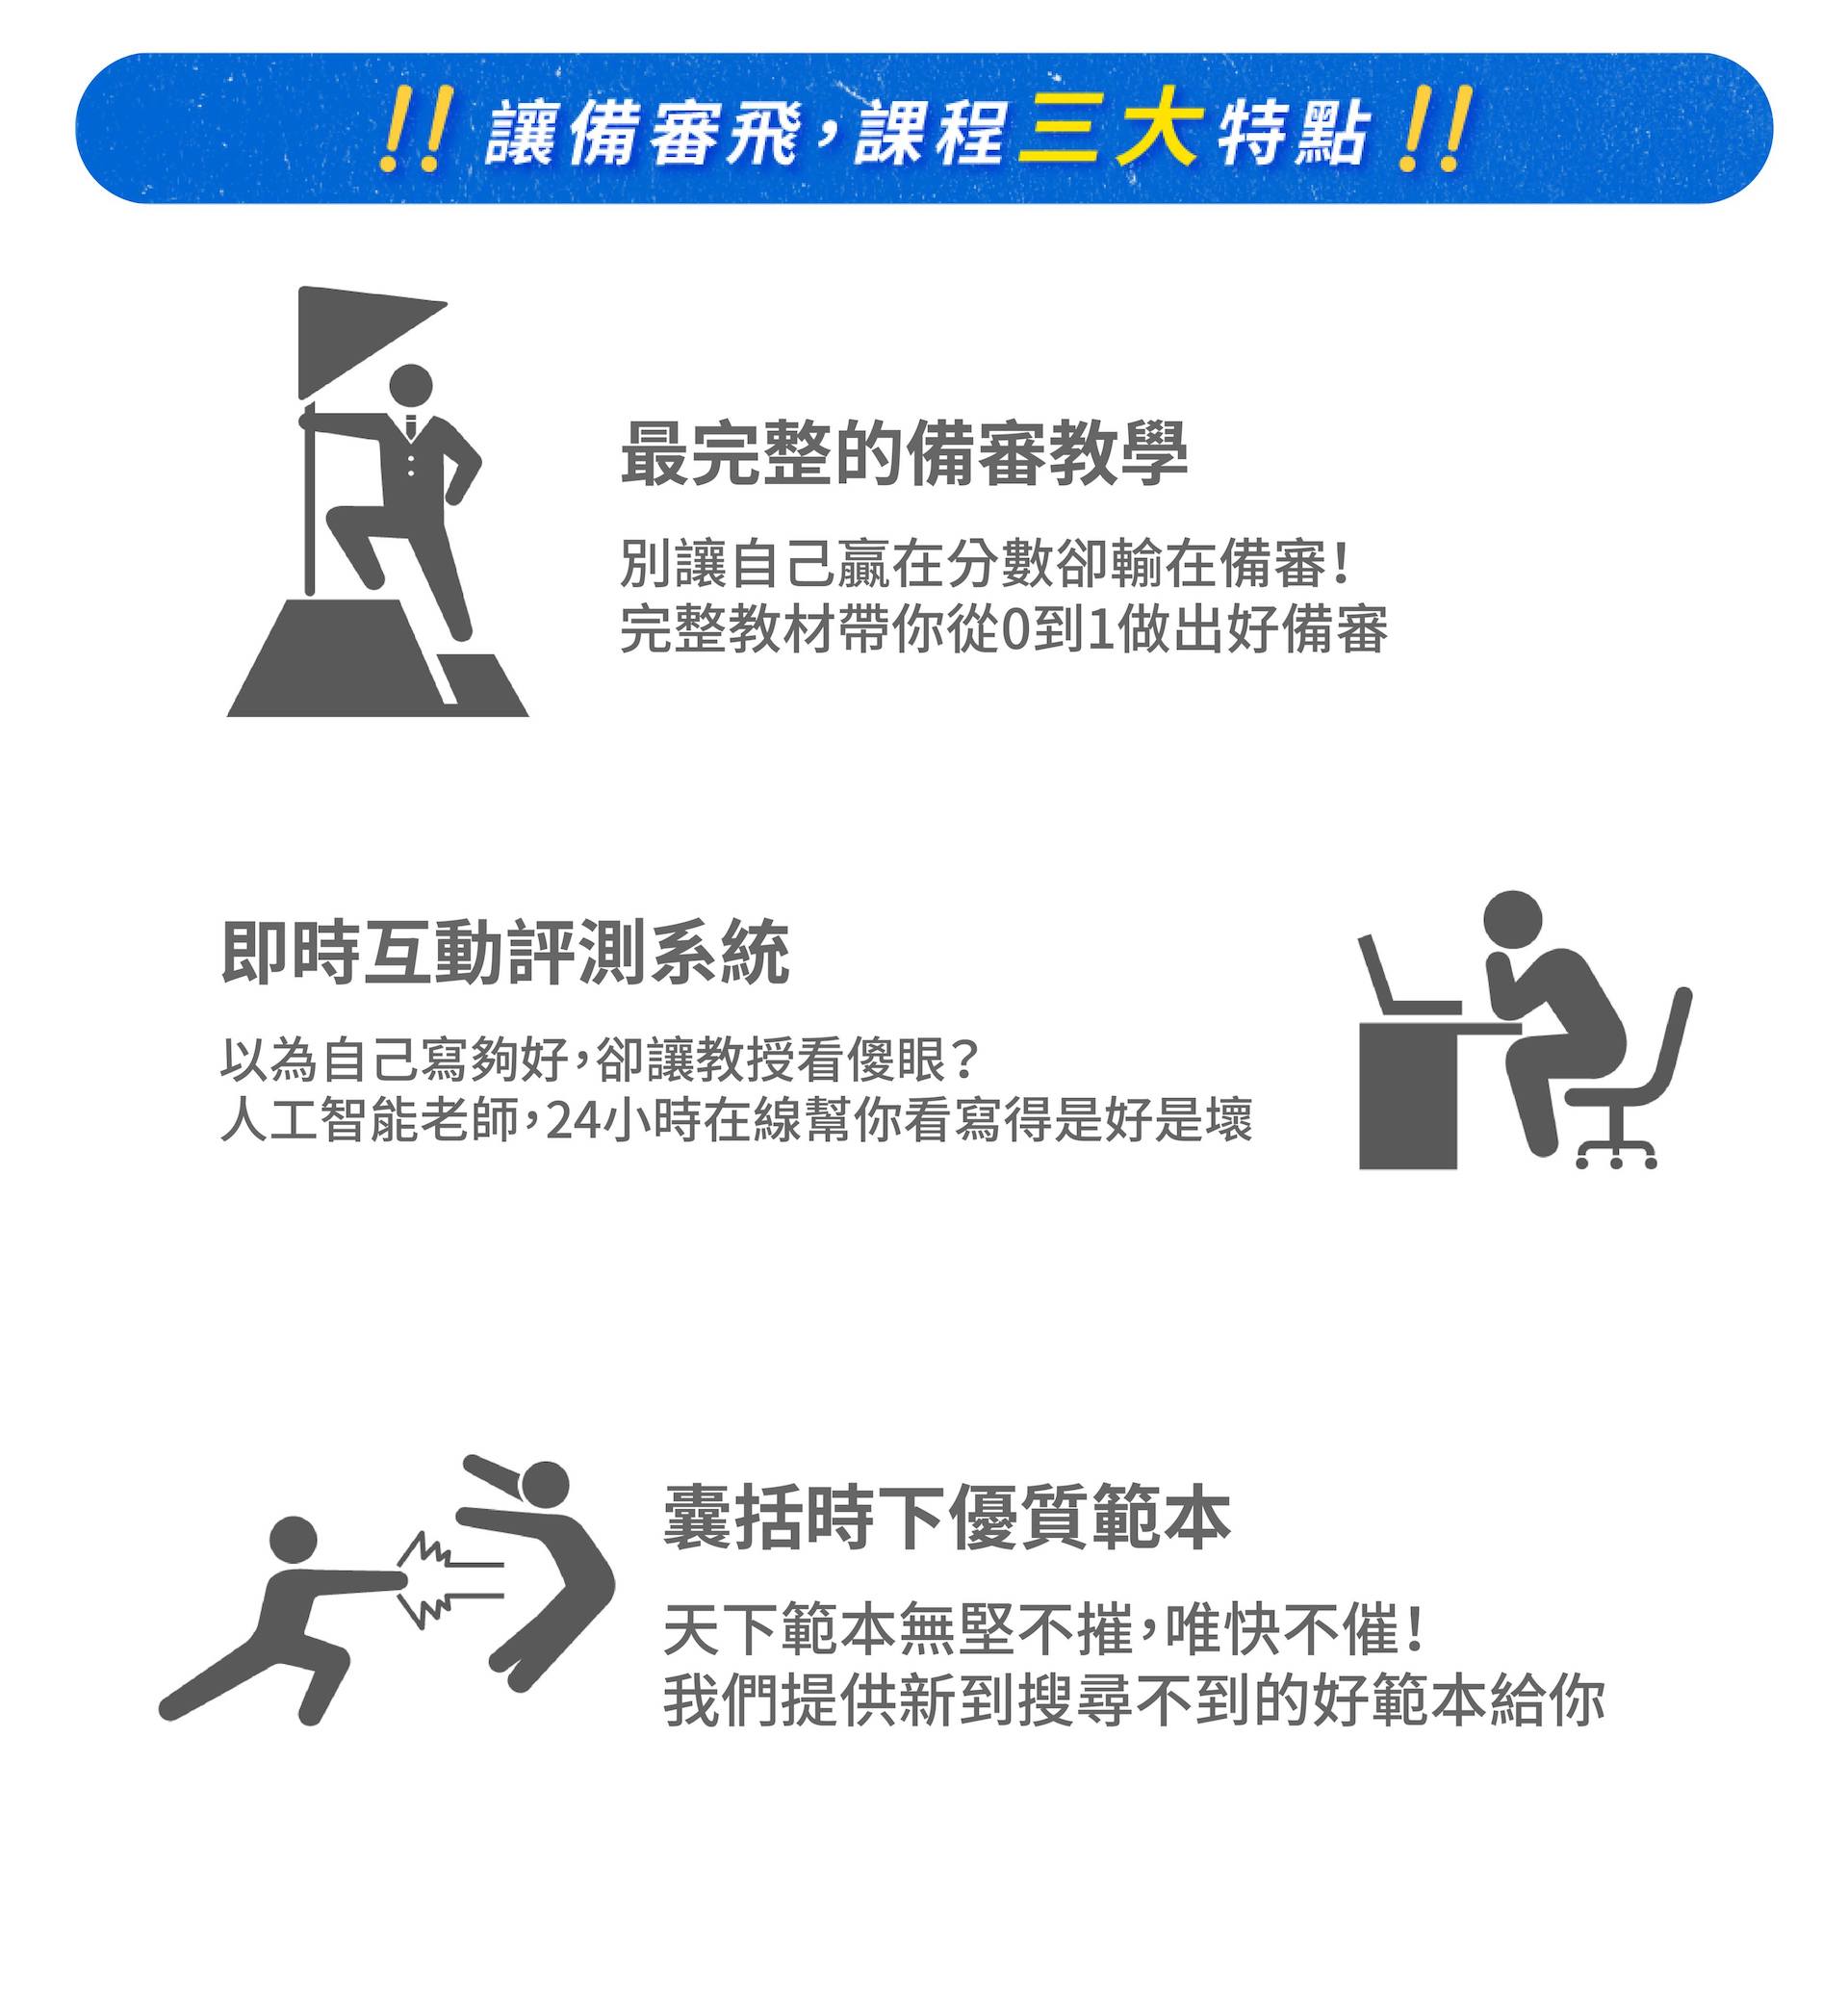 !! 讓備審飛，課程三大特點 !!
最完整的備審教學
別讓自己贏在分數卻輸在備審！
完整教材帶你從0到1做出好備審
即時互動評測系統
以為自己寫夠好，卻讓教授看傻眼？
人工智能老師，24小時在線幫你看寫得是好是壞
囊括時下優質範本
天下範本無堅不摧，唯快不催！
我們提供新到搜尋不到的好範本給你